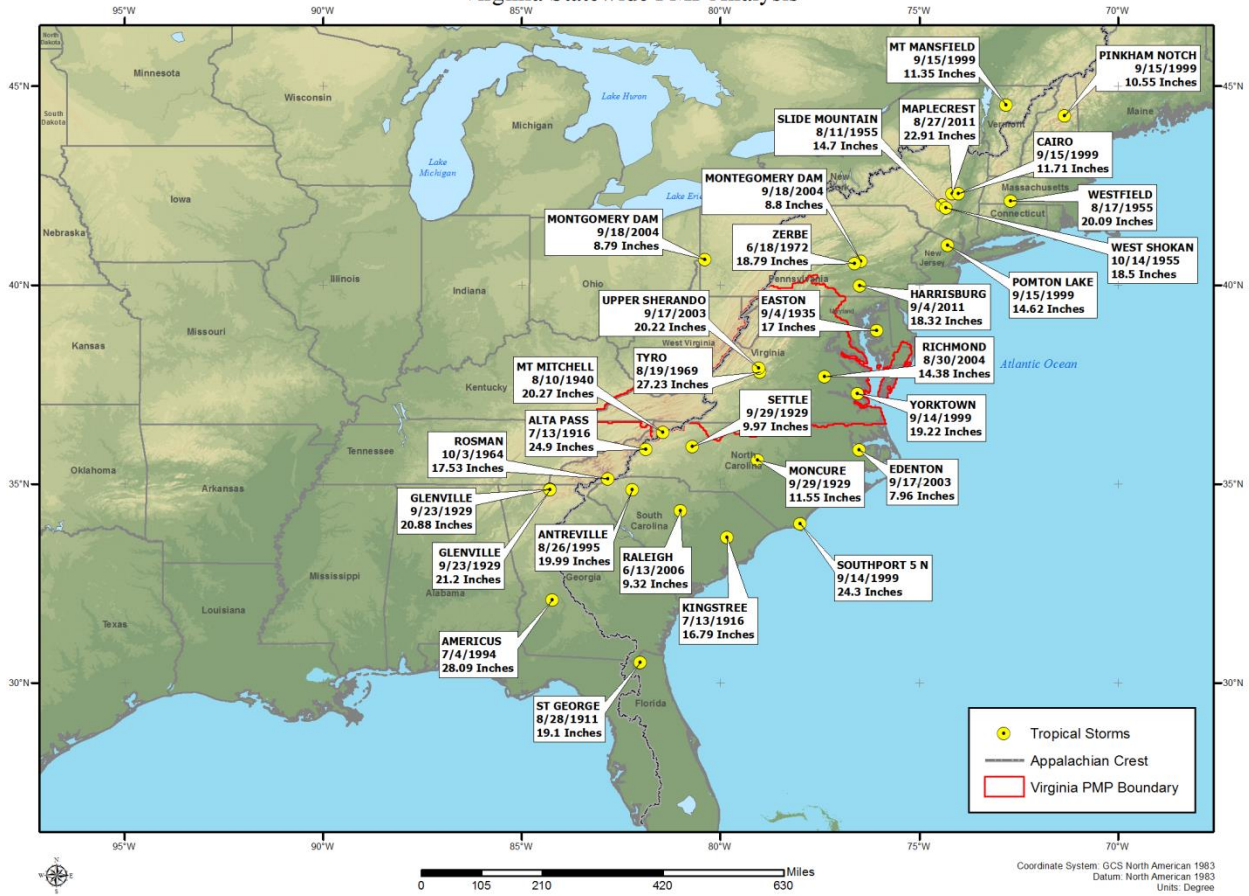 Virginia Statewide PMP Analysis
95°W
90°W
85°W
80°W
75°W
70°W
45°N
40°N
35°N
30°N
45°N
40°N
35°N
30°N
North Dakota
Minnesota
South Dakota
Wisconsin
Michigan
Lake Huron
Lake Michigan
Lake Erie
Iowa
Nebraska
Illinois
Indiana
Ohio
Kansas
Missouri
Kentucky
West Virginia
Virginia
Pennsylvania
Maryland
New York
New Jersey
Vermont
Maine
Massachusetts
Connecticut
Atlantic Ocean
Tennessee
North Carolina
South Carolina
Oklahoma
Arkansas
Mississippi
Alabama
Georgia
Texas
Louisiana
Florida
MT MANSFIELD
9/15/1999
11.35 Inches
PINKHAM NOTCH
9/15/1999
10.55 Inches
MAPLECREST
8/27/2011
22.91 Inches
SLIDE MOUNTAIN
8/11/1955
14.7 Inches
CAIRO
9/15/1999
11.71 Inches
MONTEGOMERY DAM
9/18/2004
8.8 Inches
WESTFIELD
8/17/1955
20.09 Inches
MONTGOMERY DAM
9/18/2004
8.79 Inches
ZERBE
6/18/1972
18.79 Inches
WEST SHOKAN
10/14/1955
18.5 Inches
POMTON LAKE
9/15/1999
14.62 Inches
HARRISBURG
9/4/2011
18.32 Inches
UPPER SHERANDO
9/17/2003
20.22 Inches
EASTON
9/4/1935
17 Inches
RICHMOND
8/30/2004
14.38 Inches
TYRO
8/19/1969
27.23 Inches
MT MITCHELL
8/10/1940
20.27 Inches
SETTLE
9/29/1929
9.97 Inches
YORKTOWN
9/14/1999
19.22 Inches
ALTA PASS
7/13/1916
24.9 Inches
ROSMAN
10/3/1964
17.53 Inches
MONCURE
9/29/1929
11.55 Inches
EDENTON
9/17/2003
7.96 Inches
GLENVILLE
9/23/1929
20.88 Inches
ANTREVILLE
8/26/1995
19.99 Inches
GLENVILLE
9/23/1929
21.2 Inches
RALEIGH
6/13/2006
9.32 Inches
SOUTHPORT 5 N
9/14/1999
24.3 Inches
KINGSTREE
7/13/1916
16.79 Inches
AMERICUS
7/4/1994
28.09 Inches
ST GEORGE
8/28/1911
19.1 Inches
Tropical Storms
Appalachian Crest
Virginia PMP Boundary
95°W
90°W
85°W
80°W
75°W
70°W
N
W
E
S
Miles
0
105
210
420
630
Coordinate System: GCS North American 1983
Datum: North American 1983
Units: Degree